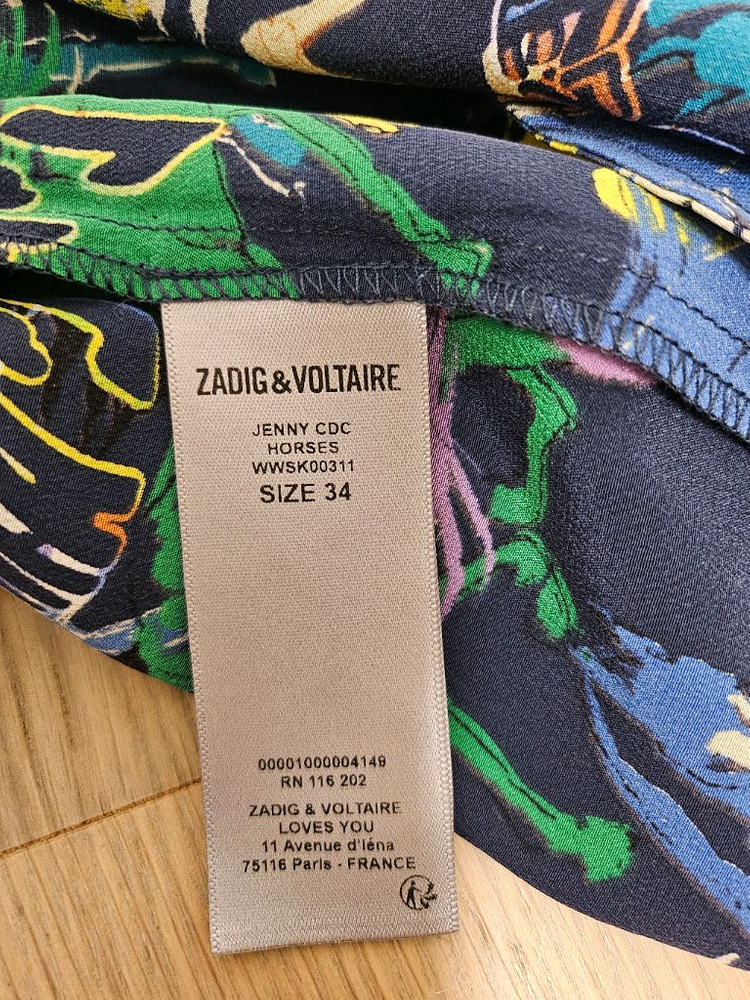 ZADIG & VOLTAIRE
JENNY CDC
HORSES
WWSK00311
SIZE 34
00001000004149
RN 116 202
ZADIG & VOLTAIRE
LOVES YOU
11 Avenue d'Iéna
75116 Paris - FRANCE